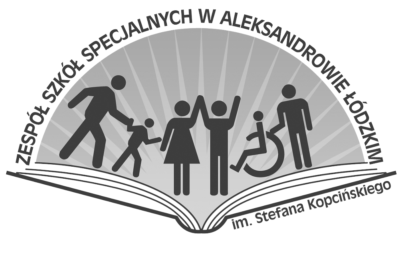 ZESPÓŁ SZKÓŁ SPECJALNYCH W ALEKSANDROWIE ŁÓDZKIM
im. Stefana Kopcińskiego